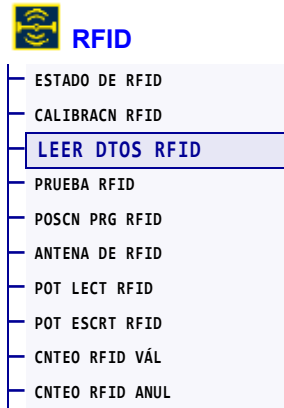 RFID
ESTADO DE RFID
CALIBRACN RFID
LEER DTOS RFID
PRUEBA RFID
POSCN PRG RFID
ANTENA DE RFID
POT LECT RFID
POT ESCRT RFID
CNTEO RFID VÁL
CNTEO RFID ANUL